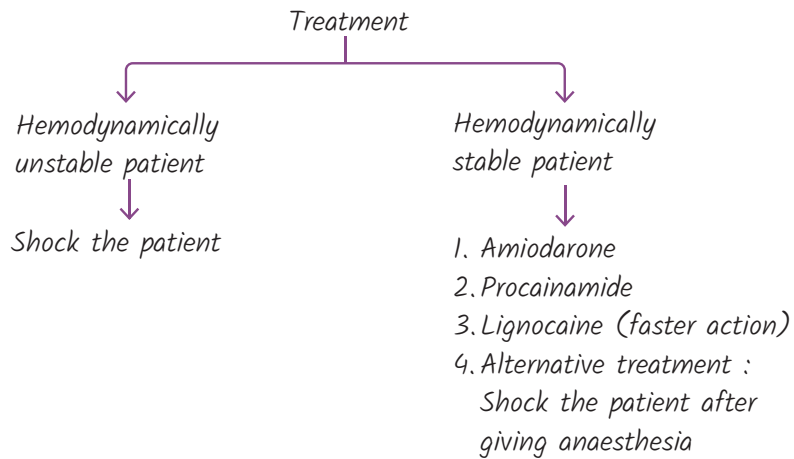 Treatment
Hemodynamically
unstable patient
Shock the patient
Hemodynamically
stable patient
1. Amiodarone
2. Procainamide
3. Lignocaine (faster action)
4. Alternative treatment :
Shock the patient after
giving anaesthesia